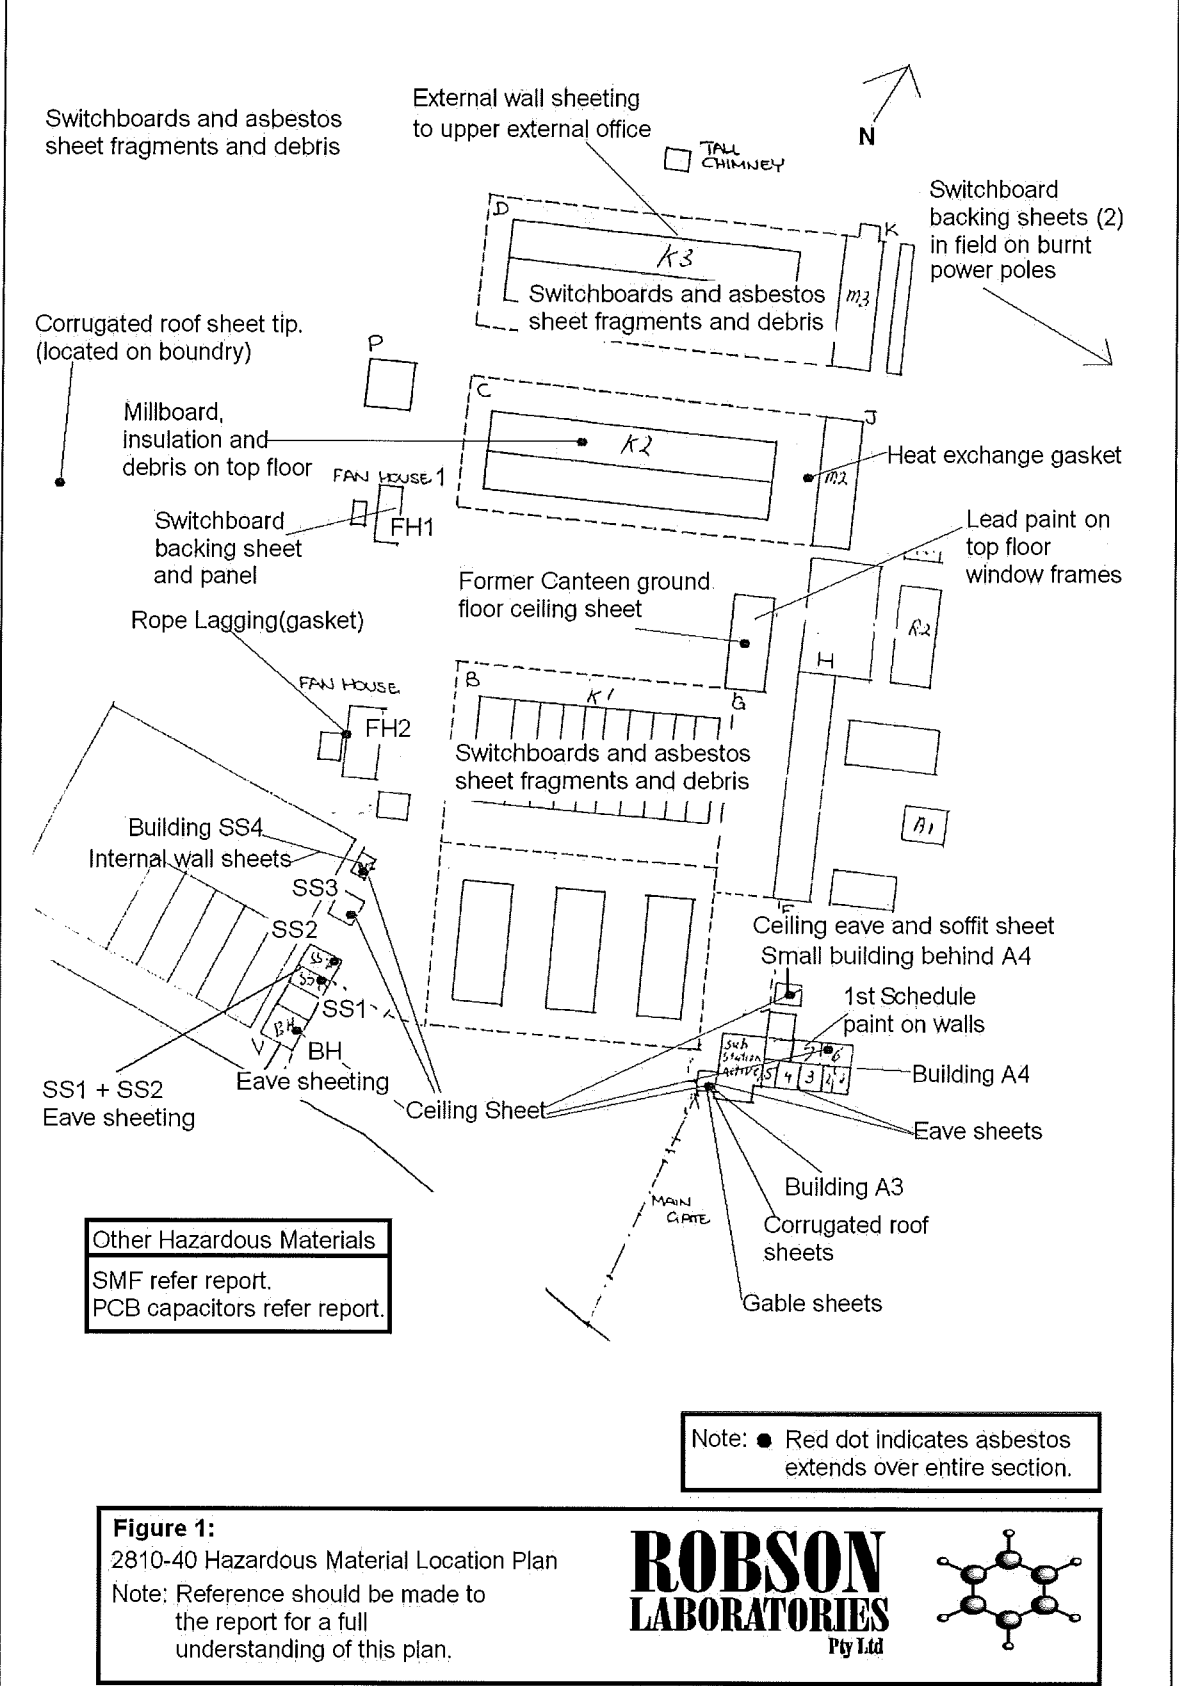 External wall sheeting
to upper external office
Switchboards and asbestos
sheet fragments and debris
N
TALL
CHIMNEY
Switchboard
backing sheets (2)
in field on burnt
power poles
D
K
K3
M3
Switchboards and asbestos
sheet fragments and debris
Corrugated roof sheet tip.
(located on boundry)
P
C
J
Millboard,
insulation and
debris on top floor
K2
M2
Heat exchange gasket
FAN HOUSE 1
FH1
Switchboard
backing sheet
and panel
Lead paint on
top floor
window frames
Former Canteen ground
floor ceiling sheet
Rope Lagging(gasket)
R2
H
FAN HOUSE
FH2
B
K1
G
Switchboards and asbestos
sheet fragments and debris
A1
Building SS4
Internal wall sheets
SS3
SS2
SS1
BH
BH
Eave sheeting
SS1 + SS2
Eave sheeting
Ceiling Sheet
F
Ceiling eave and soffit sheet
Small building behind A4
1st Schedule
paint on walls
Sub
Station
Active
5
4
3
2
7
6
Building A4
Eave sheets
Building A3
Corrugated roof
sheets
Gable sheets
MAIN
GATE
Other Hazardous Materials
SMF refer report.
PCB capacitors refer report.
Note: ● Red dot indicates asbestos
extends over entire section.
Figure 1:
2810-40 Hazardous Material Location Plan
Note: Reference should be made to
the report for a full
understanding of this plan.
ROBSON
LABORATORIES
Pty Ltd